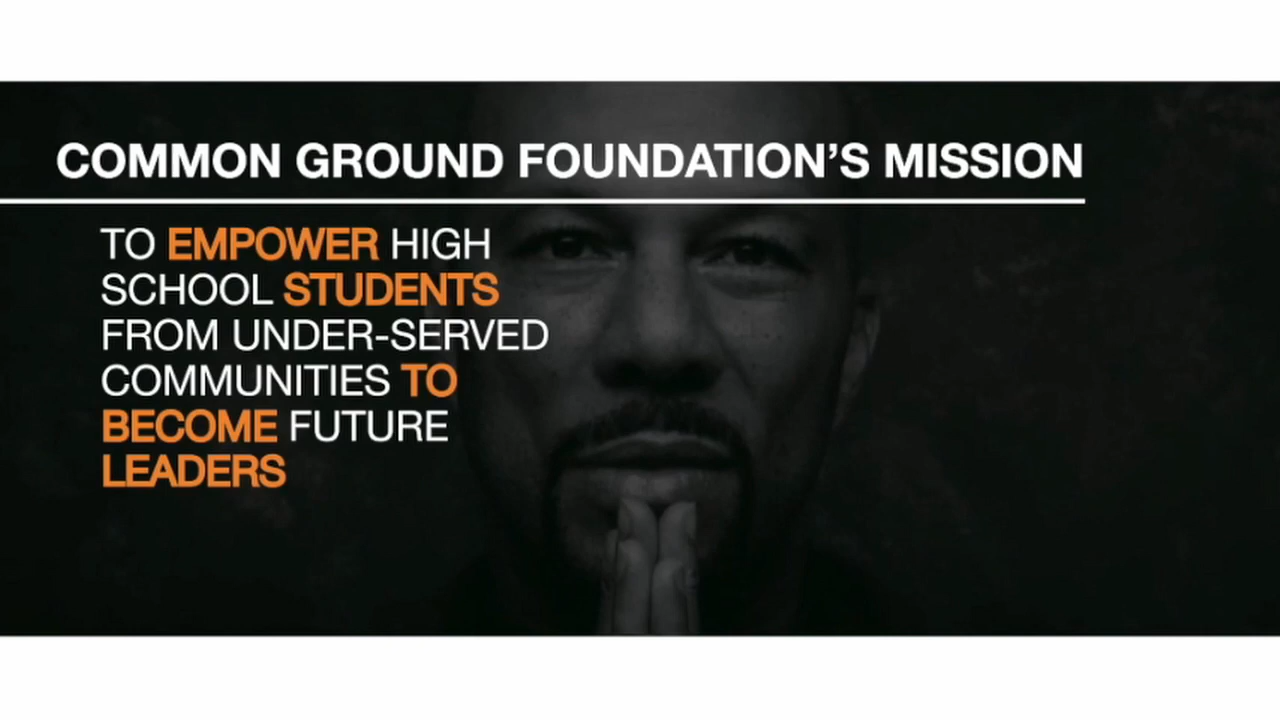 COMMON GROUND FOUNDATION’S MISSION
TO EMPOWER HIGH
SCHOOL STUDENTS
FROM UNDER-SERVED
COMMUNITIES TO
BECOME FUTURE
LEADERS